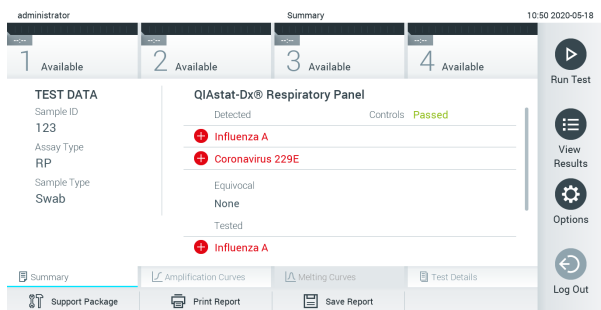 administrator Summary 10:50 2020-05-18
--:-- --:-- --:-- --:--
1 Available 2 Available 3 Available 4 Available
Run Test
TEST DATA
Sample ID
123
Assay Type
RP
Sample Type
Swab
QIAstat-Dx® Respiratory Panel
Detected Controls Passed
Influenza A
Coronavirus 229E
Equivocal
None
Tested
Influenza A
View
Results
Options
Log Out
Summary Amplification Curves Melting Curves Test Details
Support Package Print Report Save Report